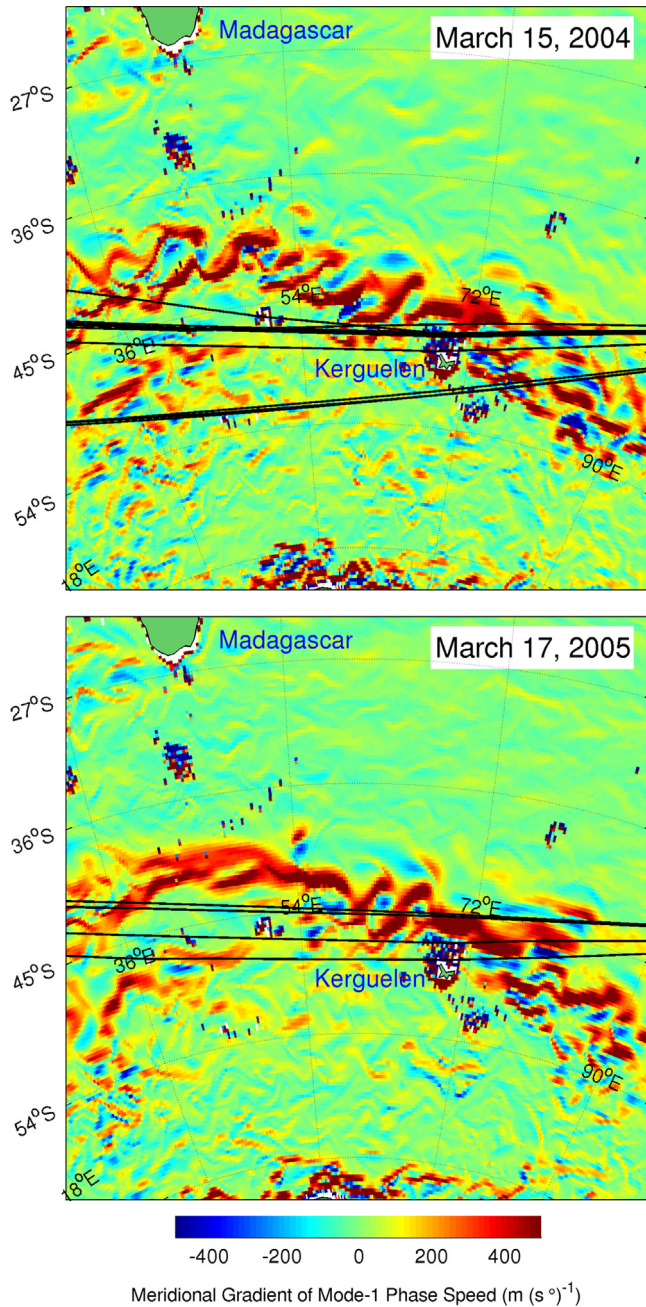 Madagascar
March 15, 2004
27°S
36°S
54°E
72°E
36°E
45°S
Kerguelen
90°E
54°S
18°E
Madagascar
March 17, 2005
27°S
36°S
54°E
72°E
36°E
45°S
Kerguelen
90°E
54°S
18°E
-400 -200 0 200 400
Meridional Gradient of Mode-1 Phase Speed (m (s °)⁻¹)